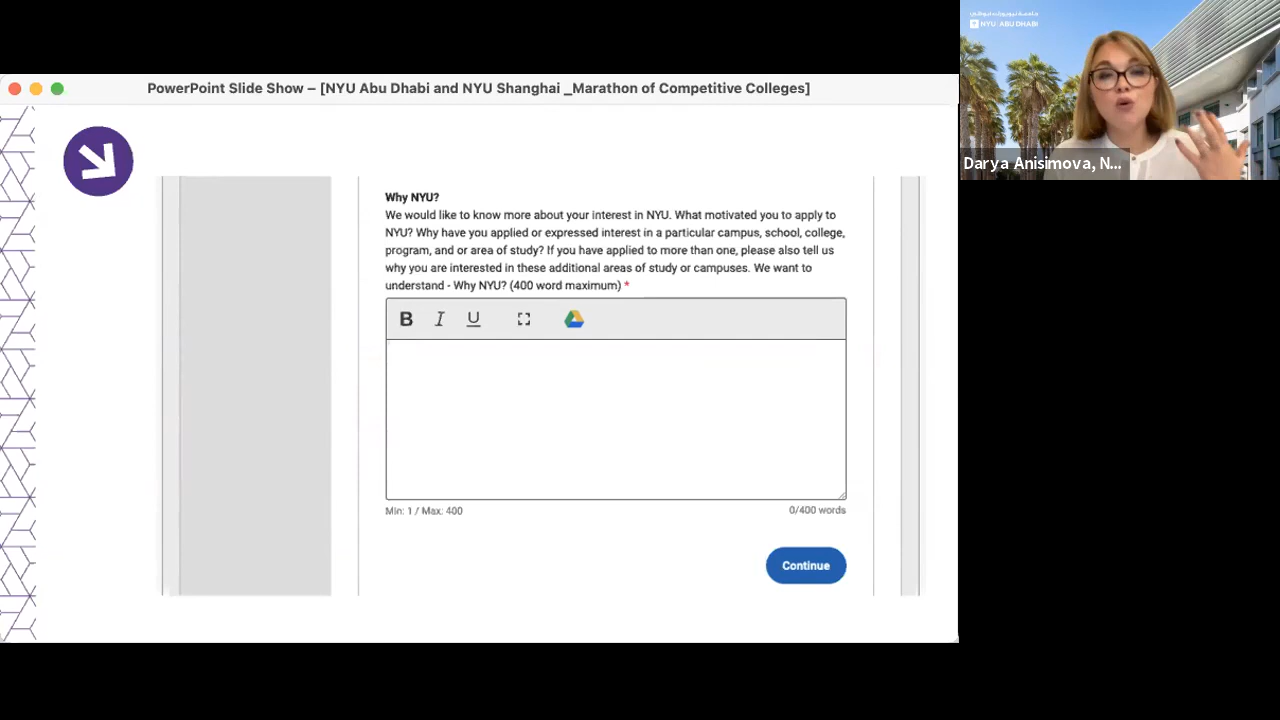 PowerPoint Slide Show – [NYU Abu Dhabi and NYU Shanghai _Marathon of Competitive Colleges]
Why NYU?
We would like to know more about your interest in NYU. What motivated you to apply to
NYU? Why have you applied or expressed interest in a particular campus, school, college,
program, and or area of study? If you have applied to more than one, please also tell us
why you are interested in these additional areas of study or campuses. We want to
understand - Why NYU? (400 word maximum) *
B I U
Min: 1 / Max: 400
0/400 words
Continue
جامعة نيويورك أبوظبي
NYU ABU DHABI
Darya Anisimova, N...